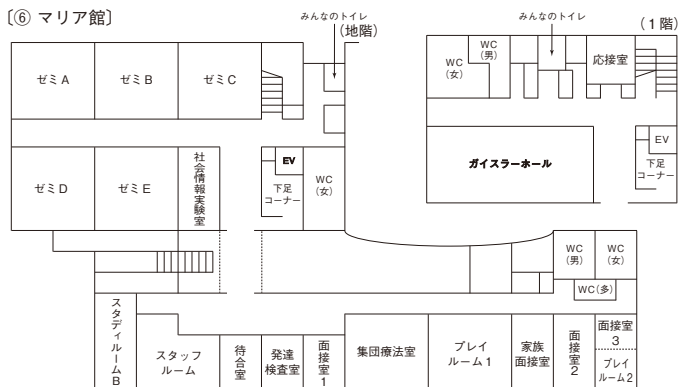 〔⑥ マリア館〕
みんなのトイレ
(地階)
みんなのトイレ
(1階)
ゼミA
ゼミB
ゼミC
WC
(女)
WC
(男)
応接室
ゼミD
ゼミE
社会情報実験室
EV
下足
コーナー
WC
(女)
ガイスラーホール
EV
下足
コーナー
WC
(男)
WC
(女)
WC(多)
スタディルームB
スタッフ
ルーム
待合室
発達
検査室
面接室1
集団療法室
プレイ
ルーム1
家族
面接室
面接室2
面接室
3
プレイ
ルーム2